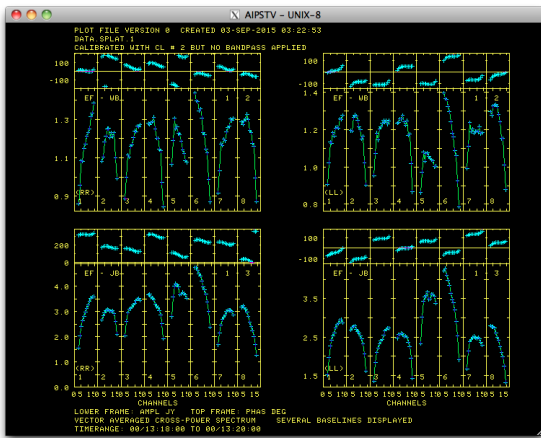 AIPSTV – UNIX-8
PLOT FILE VERSION 0 CREATED 03-SEP-2015 03:22:53
DATA.SPLAT.1
CALIBRATED WITH CL # 2 BUT NO BANDPASS APPLIED
100
-100
EF - WB 1 - 2
1.3
1.1
0.9
(RR)
1 2 3 4 5 6 7 8
100
-100
1.4
EF - WB 1 - 2
1.2
1.0
0.8
(LL)
1 2 3 4 5 6 7 8
200
0
EF - JB 1 - 3
4.0
3.0
2.0
1.0
0.0
(RR)
1 2 3 4 5 6 7 8
CHANNELS
100
-100
EF - JB 1 - 3
3.5
2.5
1.5
(LL)
1 2 3 4 5 6 7 8
CHANNELS
LOWER FRAME: AMPL JY TOP FRAME: PHAS DEG
VECTOR AVERAGED CROSS-POWER SPECTRUM SEVERAL BASELINES DISPLAYED
TIMERANGE: 00/13:18:00 TO 00/13:20:00